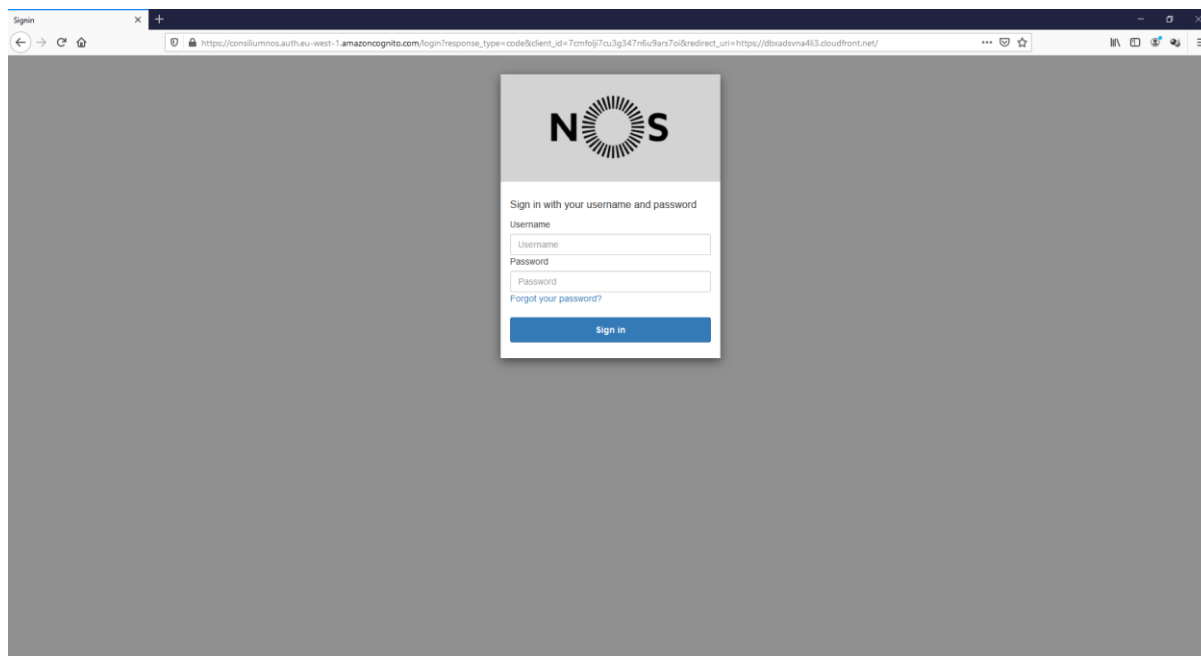 Signin
https://consiliumnos.auth.eu-west-1.amazoncognito.com/login?response_type=code&client_id=7cmfolji7cu3g347n6u9ars7oi&redirect_uri=https://dbxadsvna4li3.cloudfront.net/
NOS
Sign in with your username and password
Username
Username
Password
Password
Forgot your password?
Sign in